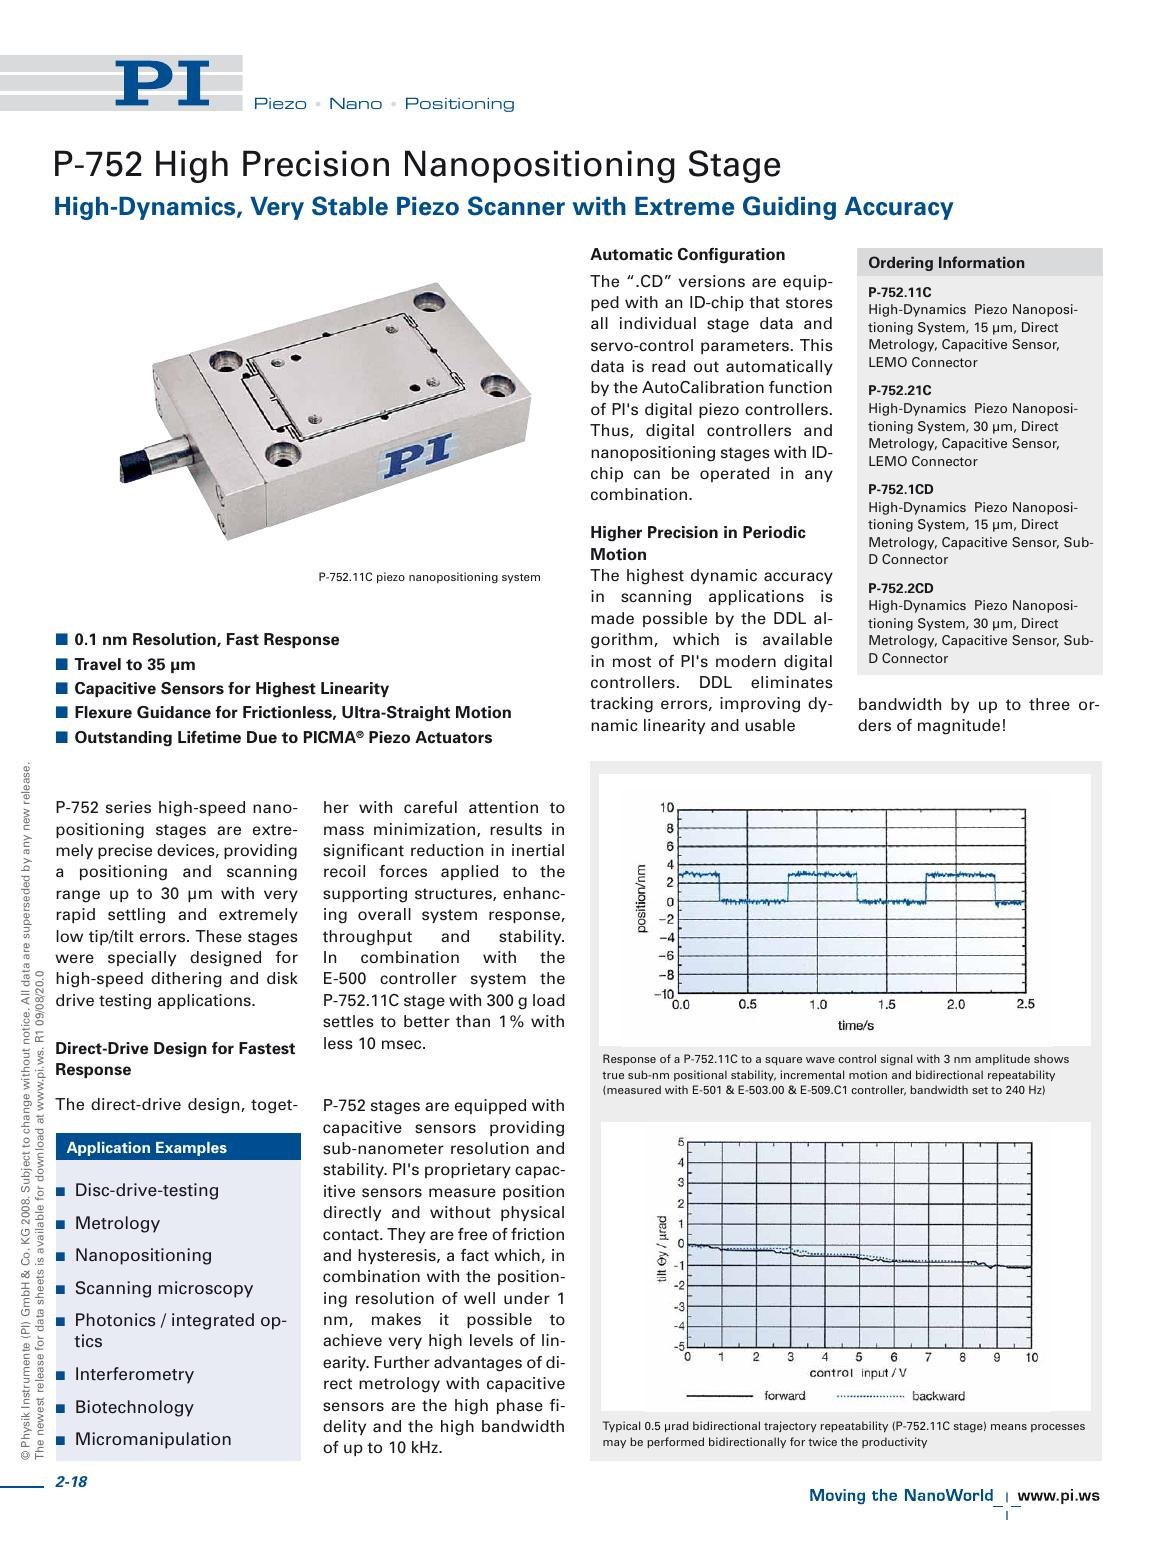 PI
Piezo • Nano • Positioning
P-752 High Precision Nanopositioning Stage
High-Dynamics, Very Stable Piezo Scanner with Extreme Guiding Accuracy
PI
P-752.11C piezo nanopositioning system
■ 0.1 nm Resolution, Fast Response
■ Travel to 35 µm
■ Capacitive Sensors for Highest Linearity
■ Flexure Guidance for Frictionless, Ultra-Straight Motion
■ Outstanding Lifetime Due to PICMA® Piezo Actuators
P-752 series high-speed nano-
positioning stages are extre-
mely precise devices, providing
a positioning and scanning
range up to 30 µm with very
rapid settling and extremely
low tip/tilt errors. These stages
were specially designed for
high-speed dithering and disk
drive testing applications.
Direct-Drive Design for Fastest
Response
The direct-drive design, toget-
her with careful attention to
mass minimization, results in
significant reduction in inertial
recoil forces applied to the
supporting structures, enhanc-
ing overall system response,
throughput and stability.
In combination with the
E-500 controller system the
P-752.11C stage with 300 g load
settles to better than 1% with
less 10 msec.
P-752 stages are equipped with
capacitive sensors providing
sub-nanometer resolution and
stability. PI's proprietary capac-
itive sensors measure position
directly and without physical
contact. They are free of friction
and hysteresis, a fact which, in
combination with the position-
ing resolution of well under 1
nm, makes it possible to
achieve very high levels of lin-
earity. Further advantages of di-
rect metrology with capacitive
sensors are the high phase fi-
delity and the high bandwidth
of up to 10 kHz.
Application Examples
■ Disc-drive-testing
■ Metrology
■ Nanopositioning
■ Scanning microscopy
■ Photonics / integrated op-
tics
■ Interferometry
■ Biotechnology
■ Micromanipulation
Automatic Configuration
The “.CD” versions are equip-
ped with an ID-chip that stores
all individual stage data and
servo-control parameters. This
data is read out automatically
by the AutoCalibration function
of PI's digital piezo controllers.
Thus, digital controllers and
nanopositioning stages with ID-
chip can be operated in any
combination.
Higher Precision in Periodic
Motion
The highest dynamic accuracy
in scanning applications is
made possible by the DDL al-
gorithm, which is available
in most of PI's modern digital
controllers. DDL eliminates
tracking errors, improving dy-
namic linearity and usable
bandwidth by up to three or-
ders of magnitude!
Ordering Information
P-752.11C
High-Dynamics Piezo Nanoposi-
tioning System, 15 µm, Direct
Metrology, Capacitive Sensor,
LEMO Connector
P-752.21C
High-Dynamics Piezo Nanoposi-
tioning System, 30 µm, Direct
Metrology, Capacitive Sensor,
LEMO Connector
P-752.1CD
High-Dynamics Piezo Nanoposi-
tioning System, 15 µm, Direct
Metrology, Capacitive Sensor, Sub-
D Connector
P-752.2CD
High-Dynamics Piezo Nanoposi-
tioning System, 30 µm, Direct
Metrology, Capacitive Sensor, Sub-
D Connector
position/nm
10
8
6
4
2
0
−2
−4
−6
−8
−10
0.0 0.5 1.0 1.5 2.0 2.5
time/s
Response of a P-752.11C to a square wave control signal with 3 nm amplitude shows
true sub-nm positional stability, incremental motion and bidirectional repeatability
(measured with E-501 & E-503.00 & E-509.C1 controller, bandwidth set to 240 Hz)
tilt Θy / µrad
5
4
3
2
1
0
-1
-2
-3
-4
-5
0 1 2 3 4 5 6 7 8 9 10
control input / V
forward backward
Typical 0.5 µrad bidirectional trajectory repeatability (P-752.11C stage) means processes
may be performed bidirectionally for twice the productivity
© Physik Instrumente (PI) GmbH & Co. KG 2008. Subject to change without notice. All data are superseded by any new release.
The newest release for data sheets is available for download at www.pi.ws. R1 09/08/20.0
2-18
Moving the NanoWorld www.pi.ws